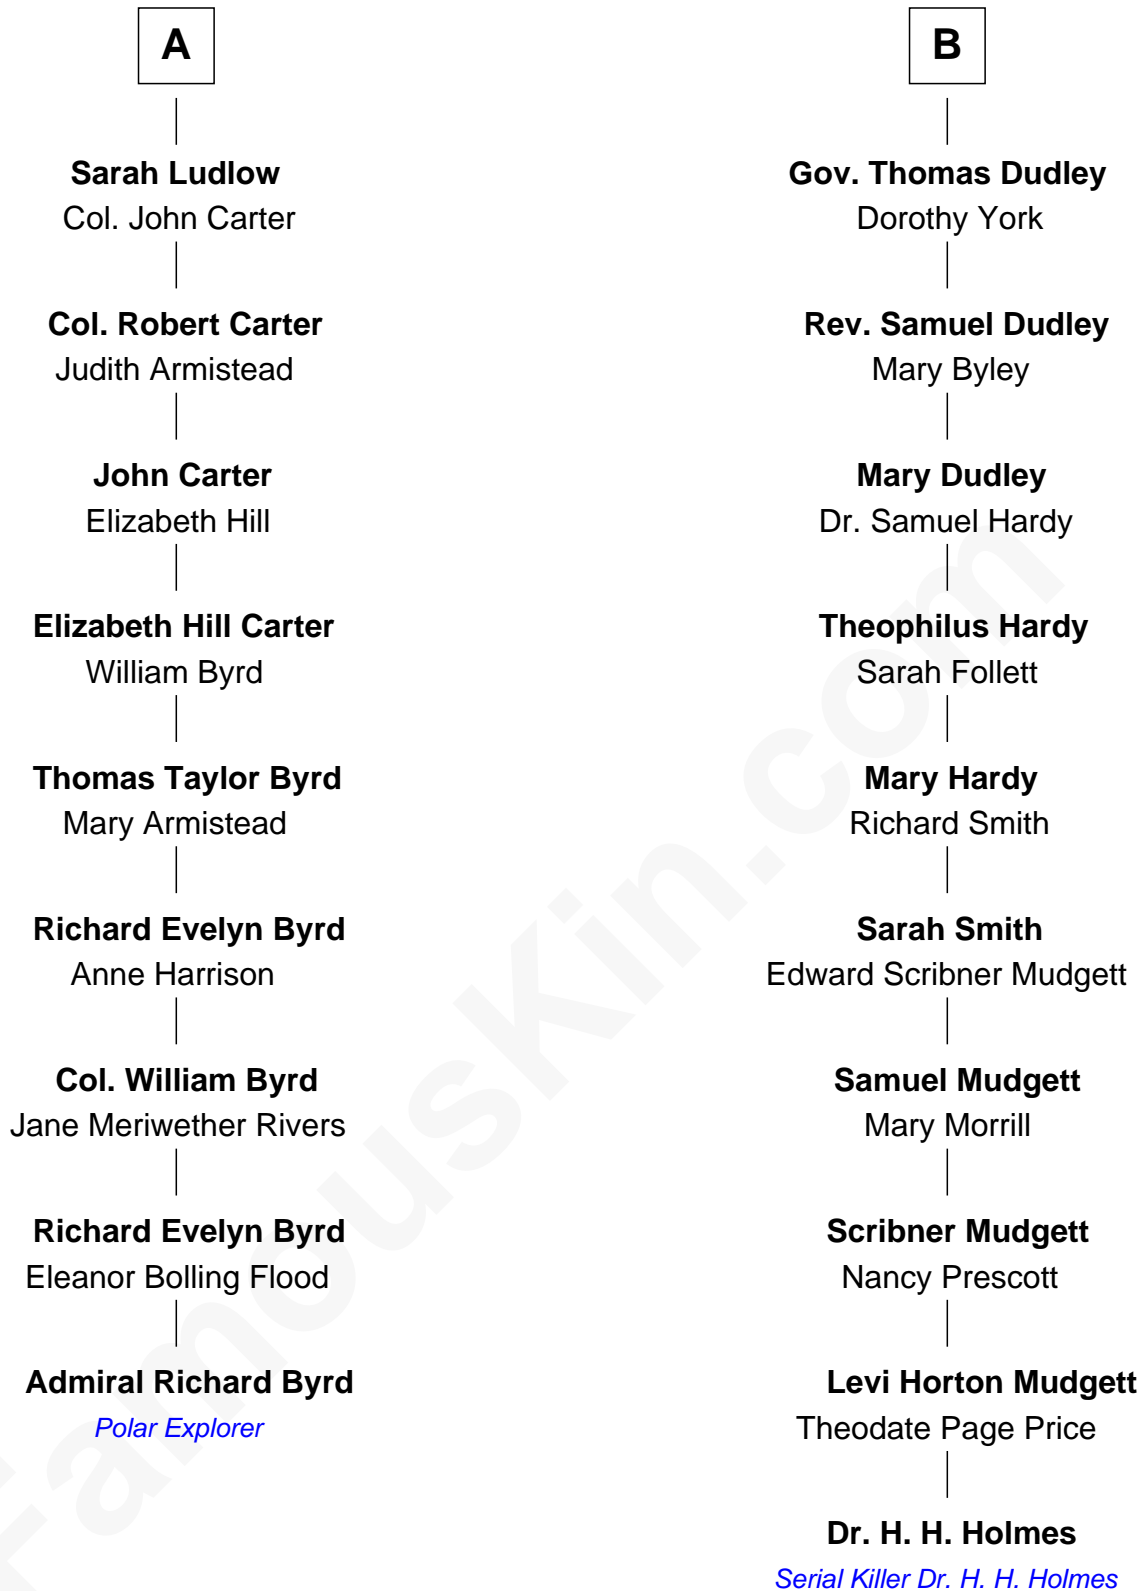 A
Sarah Ludlow
Col. John Carter
Col. Robert Carter
Judith Armistead
John Carter
Elizabeth Hill
Elizabeth Hill Carter
William Byrd
Thomas Taylor Byrd
Mary Armistead
Richard Evelyn Byrd
Anne Harrison
Col. William Byrd
Jane Meriwether Rivers
Richard Evelyn Byrd
Eleanor Bolling Flood
Admiral Richard Byrd
Polar Explorer
B
Gov. Thomas Dudley
Dorothy York
Rev. Samuel Dudley
Mary Byley
Mary Dudley
Dr. Samuel Hardy
Theophilus Hardy
Sarah Follett
Mary Hardy
Richard Smith
Sarah Smith
Edward Scribner Mudgett
Samuel Mudgett
Mary Morrill
Scribner Mudgett
Nancy Prescott
Levi Horton Mudgett
Theodate Page Price
Dr. H. H. Holmes
Serial Killer Dr. H. H. Holmes
FamousKin.com